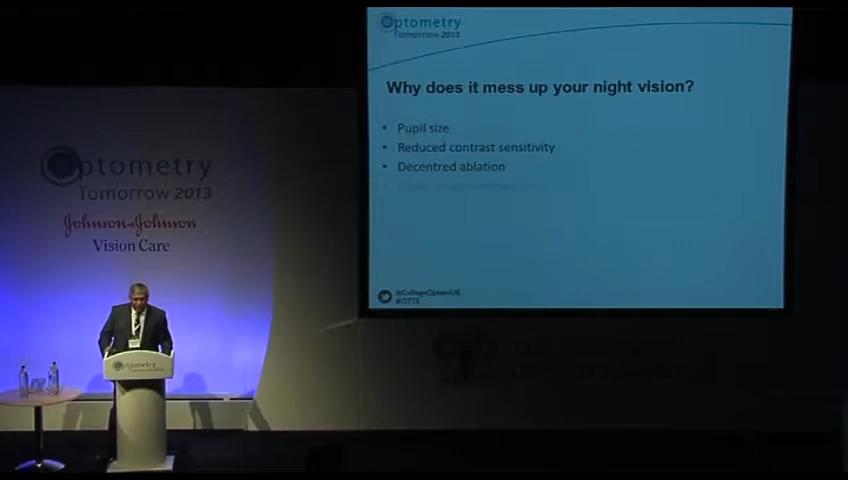 Optometry
Tomorrow 2013
Why does it mess up your night vision?
• Pupil size
• Reduced contrast sensitivity
• Decentred ablation
@CollegeOptomUK
#OT13
Optometry
Tomorrow 2013
Johnson & Johnson
Vision Care
Optometry